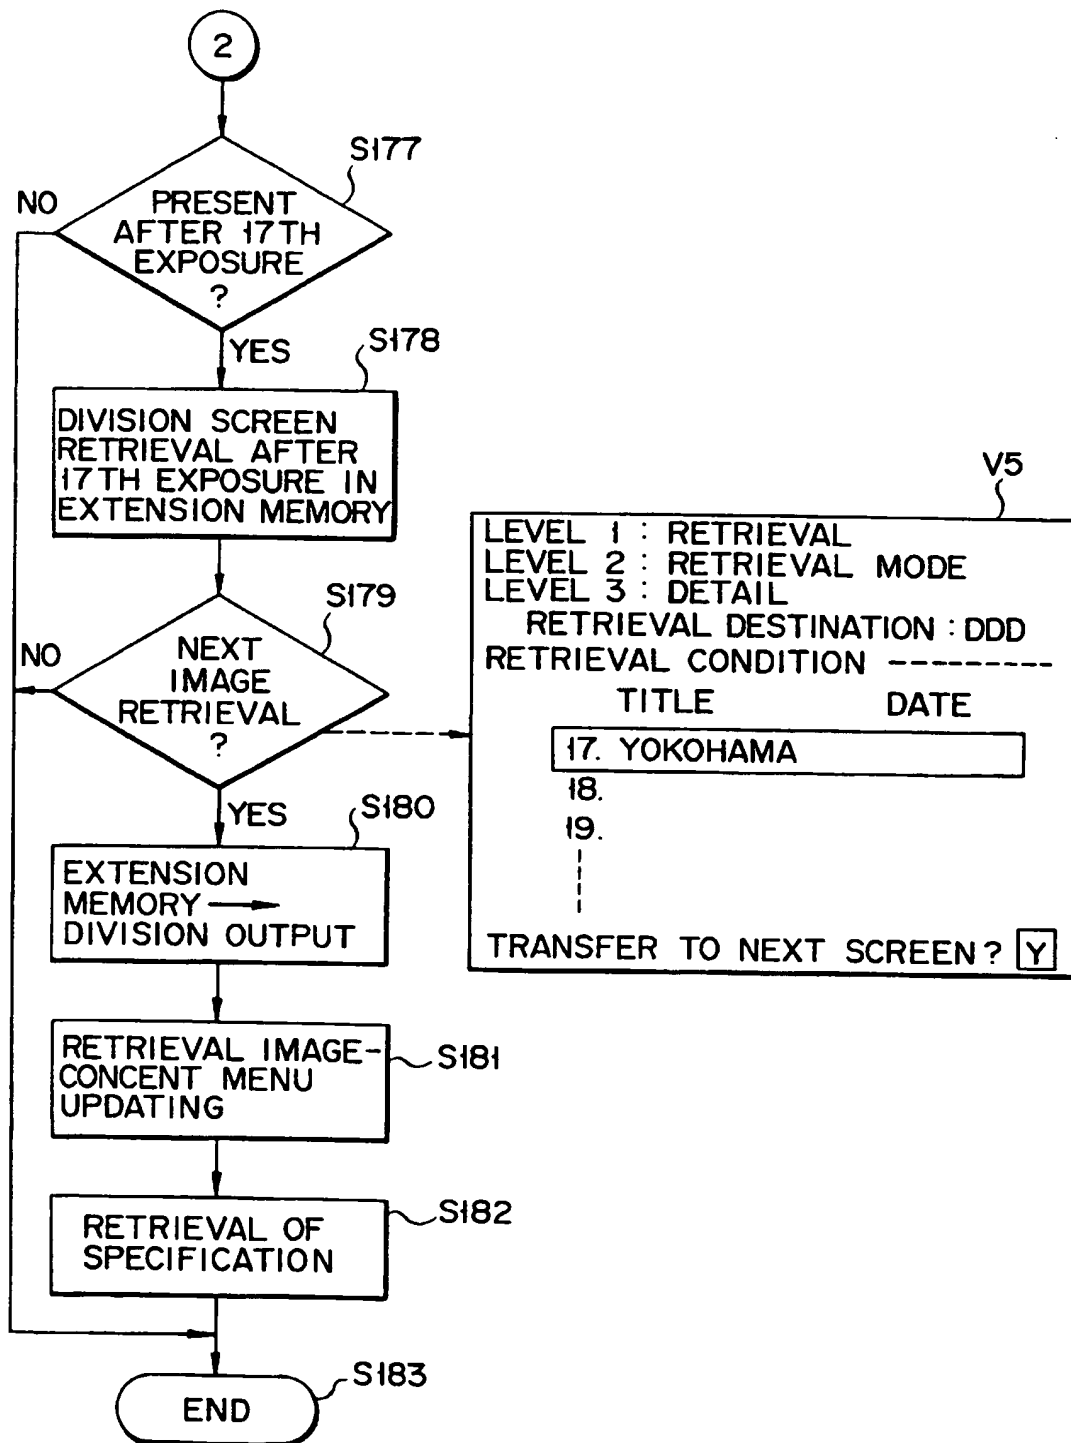 2
S177
NO
PRESENT
AFTER 17TH
EXPOSURE
?
YES
S178
DIVISION SCREEN
RETRIEVAL AFTER
17TH EXPOSURE IN
EXTENSION MEMORY
S179
NO
NEXT
IMAGE
RETRIEVAL
?
V5
LEVEL 1 : RETRIEVAL
LEVEL 2 : RETRIEVAL MODE
LEVEL 3 : DETAIL
RETRIEVAL DESTINATION : DDD
RETRIEVAL CONDITION ---------
TITLE DATE
17. YOKOHAMA
18.
19.
TRANSFER TO NEXT SCREEN? Y
YES
S180
EXTENSION
MEMORY →
DIVISION OUTPUT
RETRIEVAL IMAGE-
CONCENT MENU
UPDATING
S181
RETRIEVAL OF
SPECIFICATION
S182
S183
END